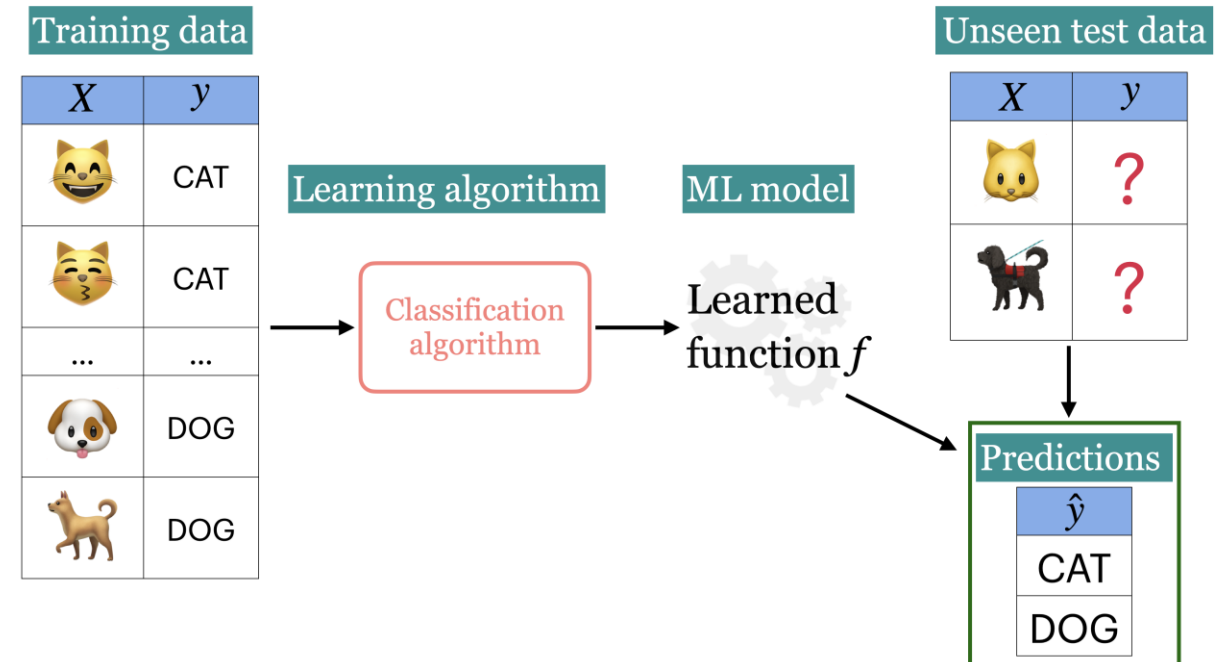 Training data
X y
CAT
CAT
... ...
DOG
DOG
Learning algorithm
Classification
algorithm
ML model
Learned
function f
Unseen test data
X y
?
?
Predictions
ŷ
CAT
DOG